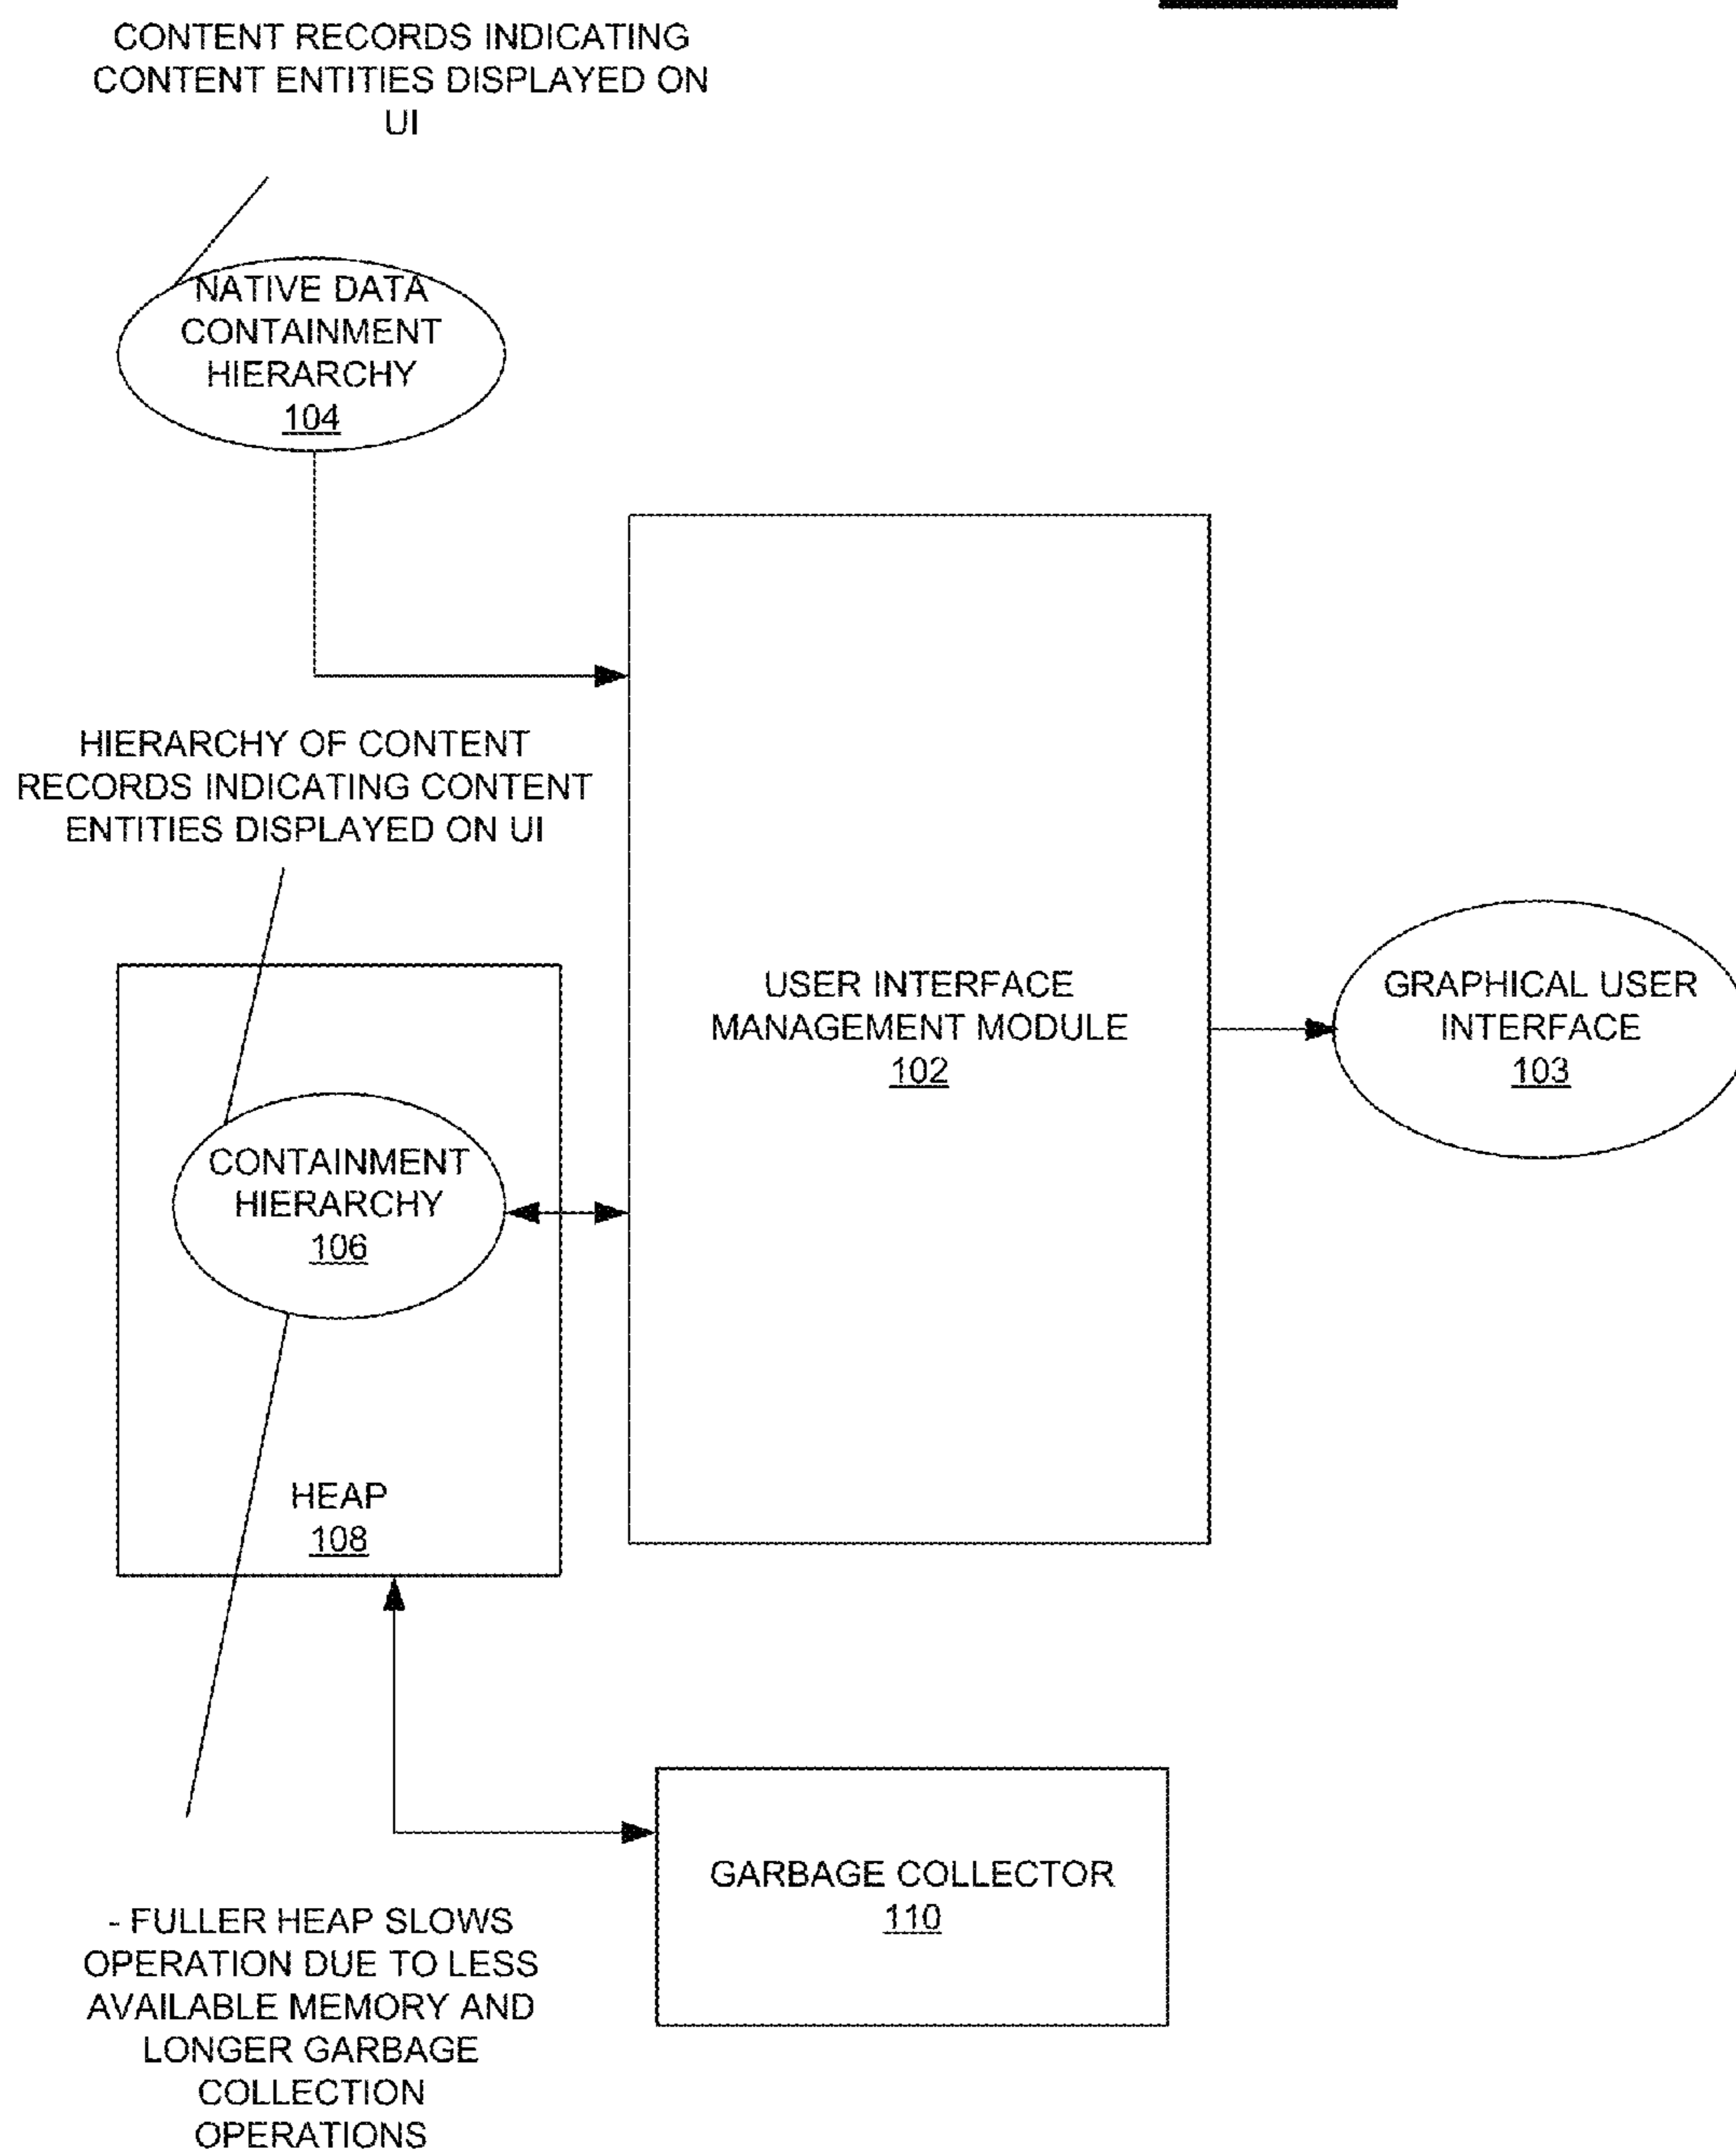 CONTENT RECORDS INDICATING
CONTENT ENTITIES DISPLAYED ON
UI
NATIVE DATA
CONTAINMENT
HIERARCHY
104
HIERARCHY OF CONTENT
RECORDS INDICATING CONTENT
ENTITIES DISPLAYED ON UI
USER INTERFACE
MANAGEMENT MODULE
102
GRAPHICAL USER
INTERFACE
103
CONTAINMENT
HIERARCHY
106
HEAP
108
GARBAGE COLLECTOR
110
- FULLER HEAP SLOWS
OPERATION DUE TO LESS
AVAILABLE MEMORY AND
LONGER GARBAGE
COLLECTION
OPERATIONS